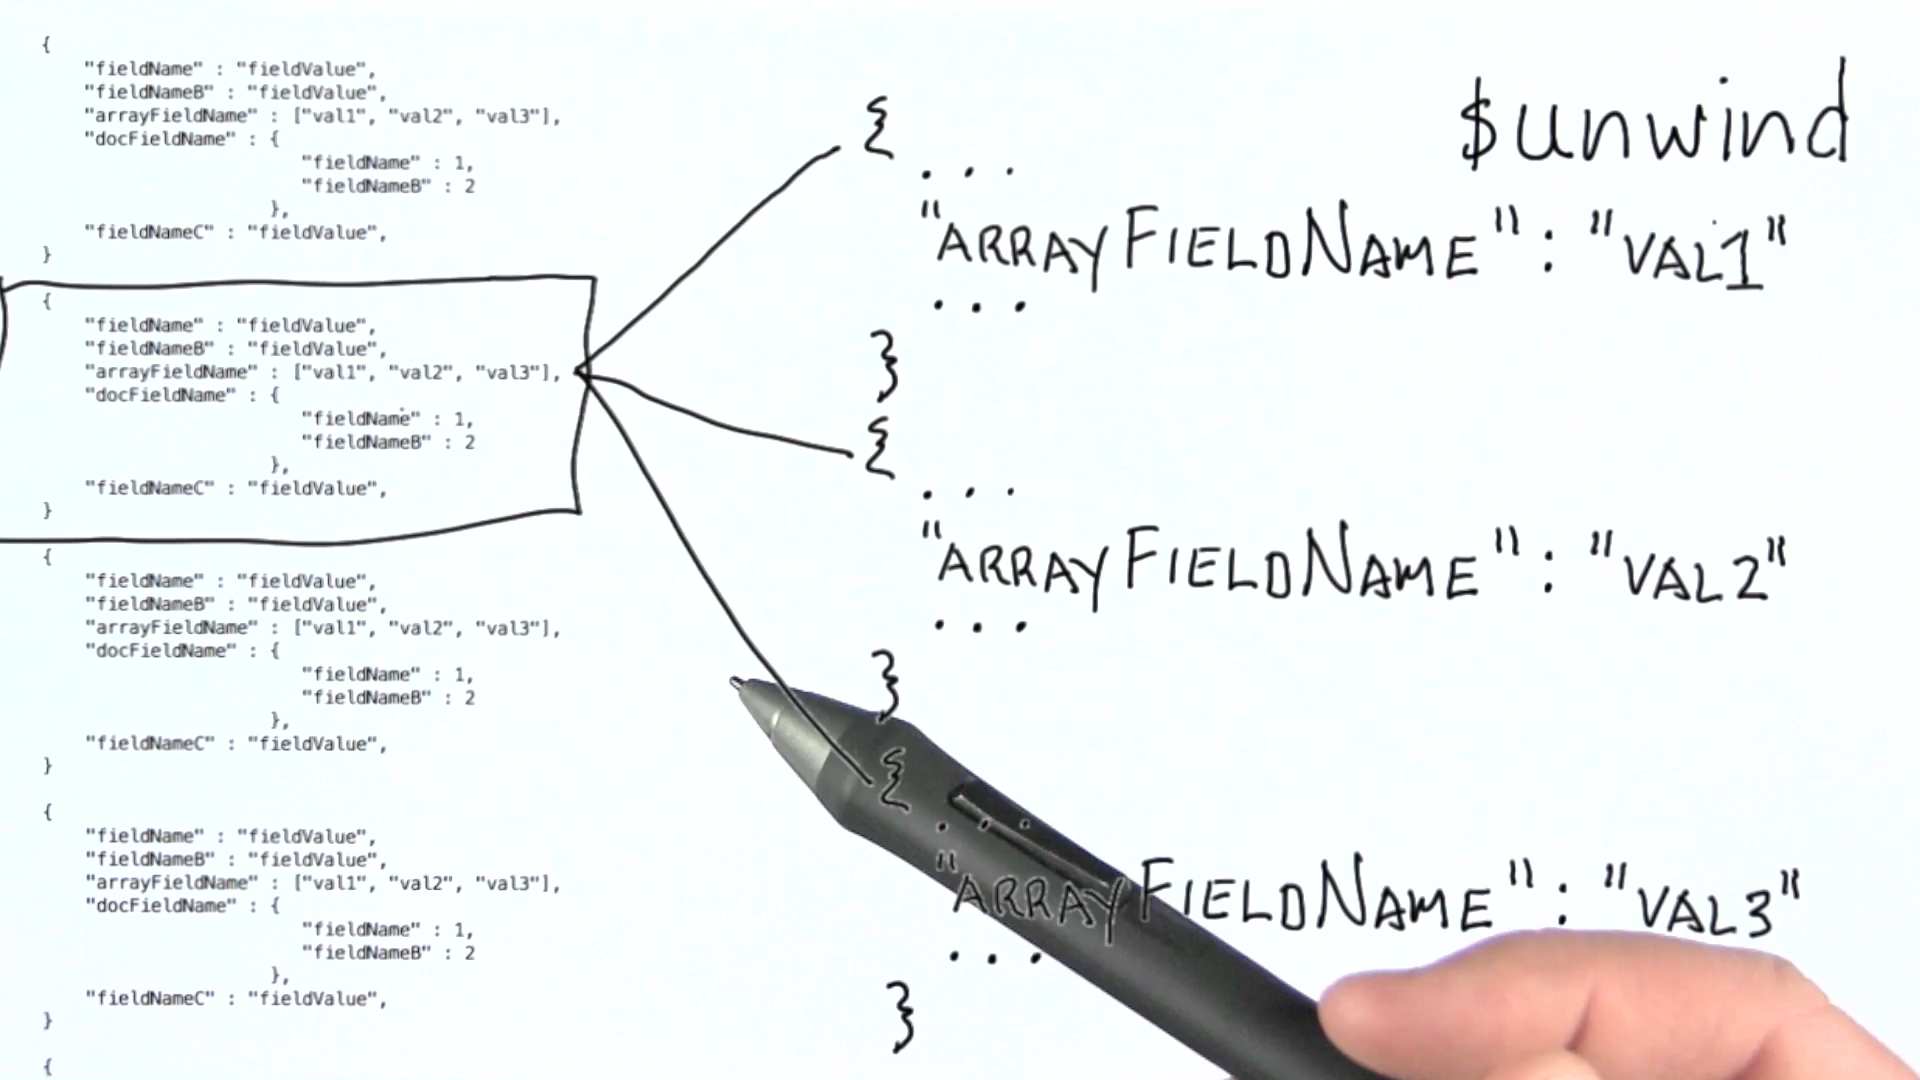 {
"fieldName" : "fieldValue",
"fieldNameB" : "fieldValue",
"arrayFieldName" : ["val1", "val2", "val3"],
"docFieldName" : {
"fieldName" : 1,
"fieldNameB" : 2
},
"fieldNameC" : "fieldValue",
}
{
"fieldName" : "fieldValue",
"fieldNameB" : "fieldValue",
"arrayFieldName" : ["val1", "val2", "val3"],
"docFieldName" : {
"fieldName" : 1,
"fieldNameB" : 2
},
"fieldNameC" : "fieldValue",
}
{
"fieldName" : "fieldValue",
"fieldNameB" : "fieldValue",
"arrayFieldName" : ["val1", "val2", "val3"],
"docFieldName" : {
"fieldName" : 1,
"fieldNameB" : 2
},
"fieldNameC" : "fieldValue",
}
{
"fieldName" : "fieldValue",
"fieldNameB" : "fieldValue",
"arrayFieldName" : ["val1", "val2", "val3"],
"docFieldName" : {
"fieldName" : 1,
"fieldNameB" : 2
},
"fieldNameC" : "fieldValue",
}
{
$unwind
{
...
"ARRAYFIELDNAME" : "VAL1"
...
}
{
...
"ARRAYFIELDNAME" : "VAL2"
...
}
{
...
"ARRAYFIELDNAME" : "VAL3"
...
}